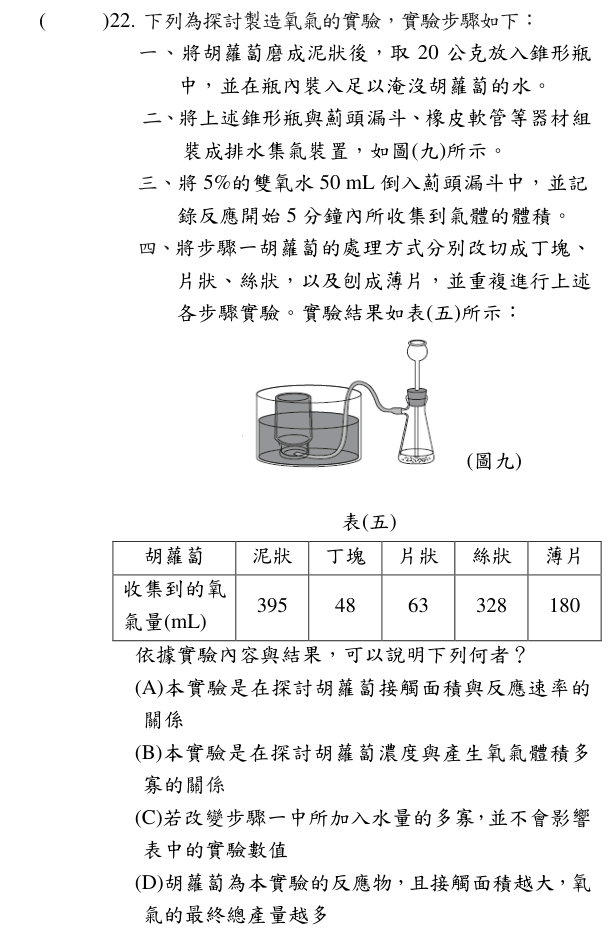 (　　)22. 下列為探討製造氧氣的實驗，實驗步驟如下：
一、將胡蘿蔔磨成泥狀後，取 20 公克放入錐形瓶
中，並在瓶內裝入足以淹沒胡蘿蔔的水。
二、將上述錐形瓶與薊頭漏斗、橡皮軟管等器材組
裝成排水集氣裝置，如圖(九)所示。
三、將 5%的雙氧水 50 mL 倒入薊頭漏斗中，並記
錄反應開始 5 分鐘內所收集到氣體的體積。
四、將步驟一胡蘿蔔的處理方式分別改切成丁塊、
片狀、絲狀，以及刨成薄片，並重複進行上述
各步驟實驗。實驗結果如表(五)所示：
(圖九)
表(五)
胡蘿蔔 泥狀 丁塊 片狀 絲狀 薄片
收集到的氧
氣量(mL) 395 48 63 328 180
依據實驗內容與結果，可以說明下列何者？
(A)本實驗是在探討胡蘿蔔接觸面積與反應速率的
關係
(B)本實驗是在探討胡蘿蔔濃度與產生氧氣體積多
寡的關係
(C)若改變步驟一中所加入水量的多寡，並不會影響
表中的實驗數值
(D)胡蘿蔔為本實驗的反應物，且接觸面積越大，氧
氣的最終總產量越多